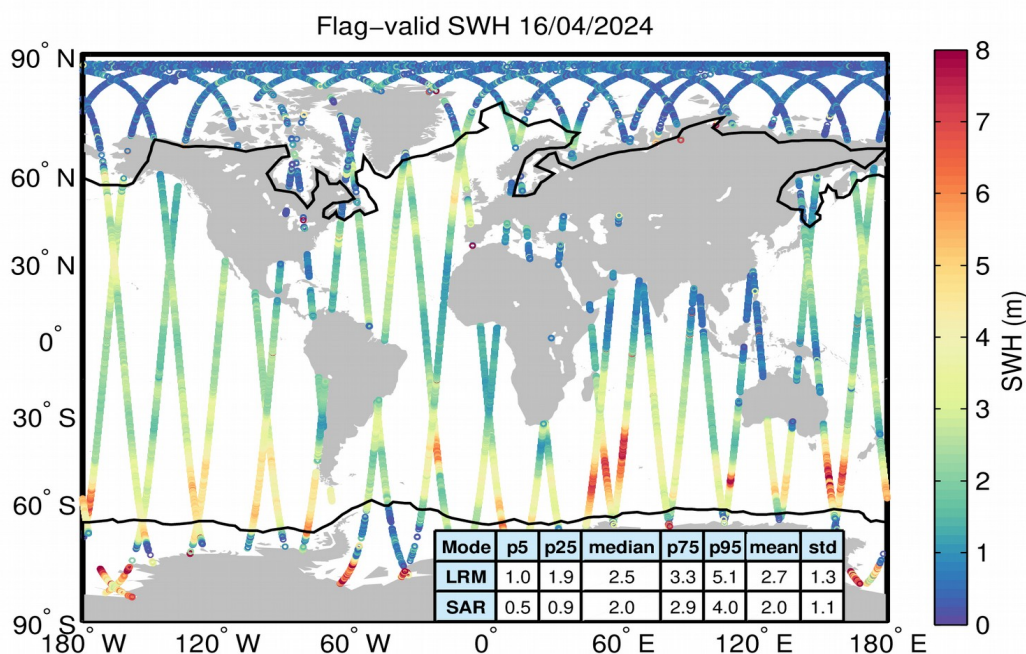 Flag−valid SWH 16/04/2024
90° N
60° N
30° N
0°
30° S
60° S
90° S
180° W
120° W
60° W
0°
60° E
120° E
180° E
8
7
6
5
4
3
2
1
0
SWH (m)
Mode p5 p25 median p75 p95 mean std
LRM 1.0 1.9 2.5 3.3 5.1 2.7 1.3
SAR 0.5 0.9 2.0 2.9 4.0 2.0 1.1